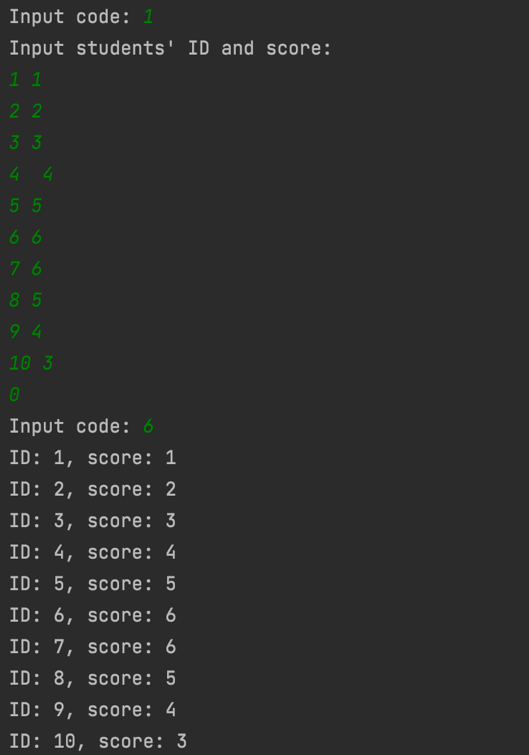 Input code: 1
Input students' ID and score:
1 1
2 2
3 3
4  4
5 5
6 6
7 6
8 5
9 4
10 3
0
Input code: 6
ID: 1, score: 1
ID: 2, score: 2
ID: 3, score: 3
ID: 4, score: 4
ID: 5, score: 5
ID: 6, score: 6
ID: 7, score: 6
ID: 8, score: 5
ID: 9, score: 4
ID: 10, score: 3